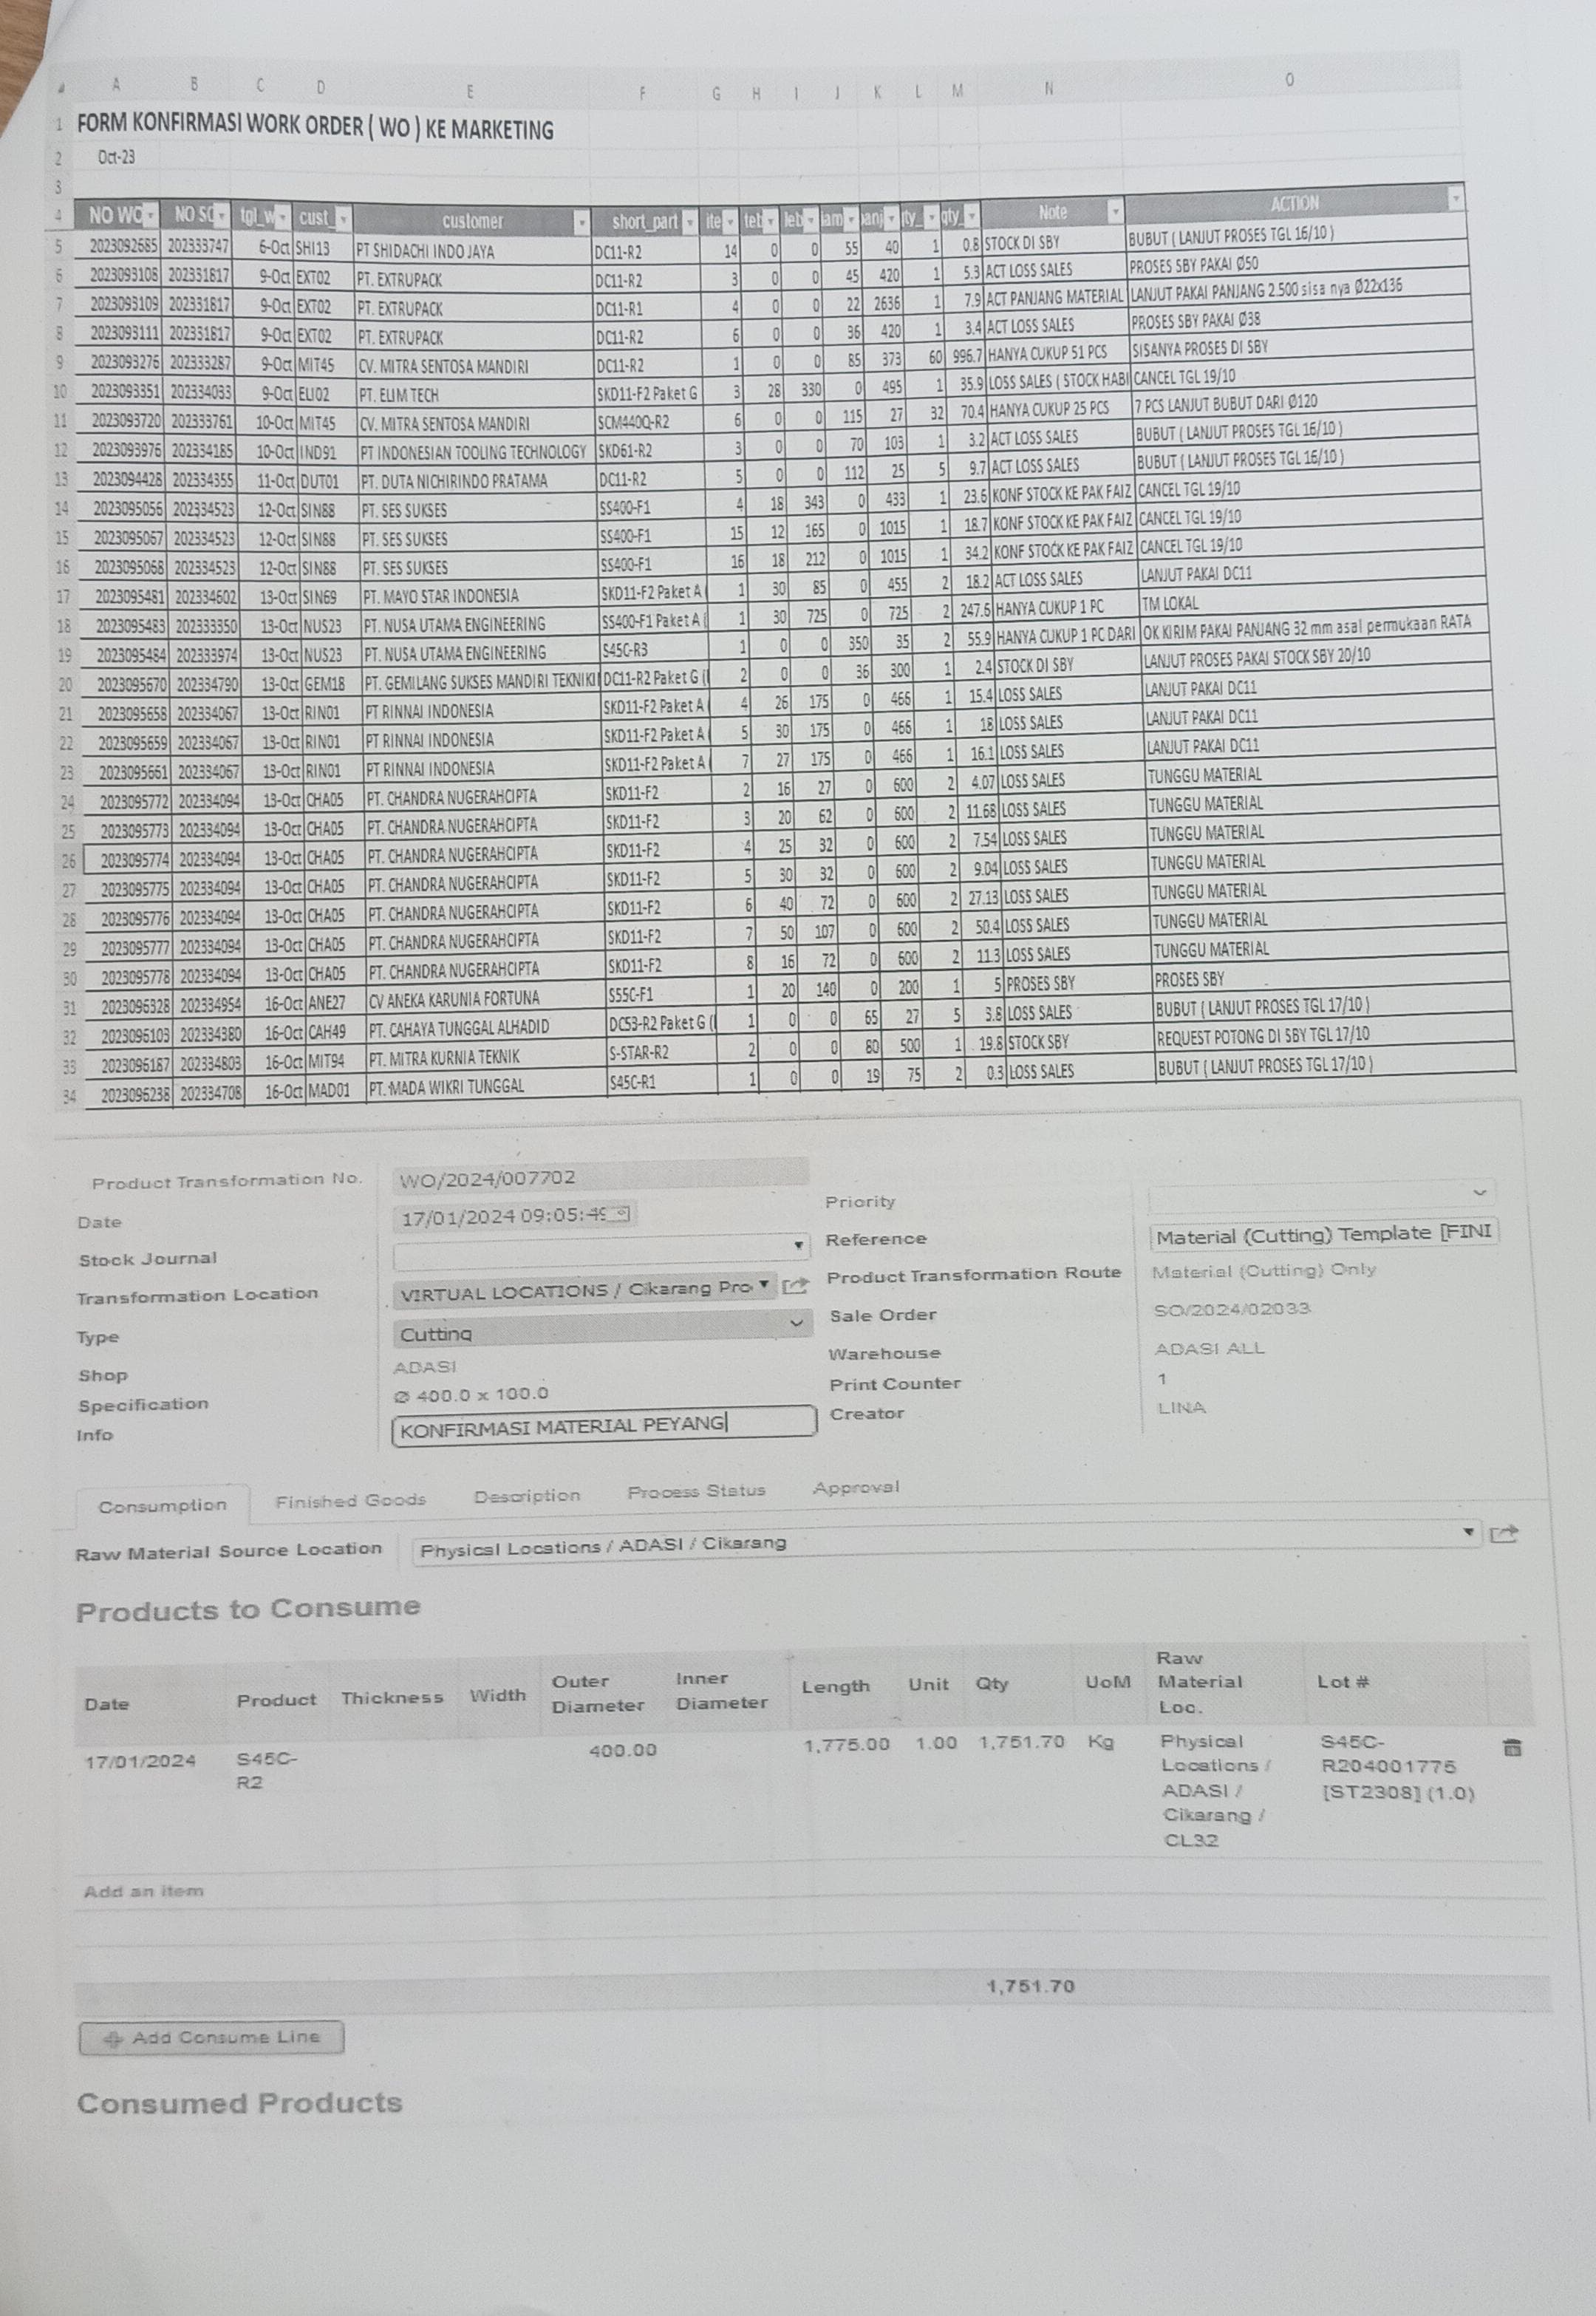 A B C D E F G H I J K L M N O
1 FORM KONFIRMASI WORK ORDER ( WO ) KE MARKETING
2 Oct-23
3
4 NO WO NO SO tgl_w cust_ customer short_part ite teb leb iam anj ty_ qty_ Note ACTION
5 2023092685 202333747 6-Oct SHI13 PT SHIDACHI INDO JAYA DC11-R2 14 0 0 55 40 1 0.8 STOCK DI SBY BUBUT ( LANJUT PROSES TGL 16/10 )
6 2023093108 202331817 9-Oct EXT02 PT. EXTRUPACK DC11-R2 3 0 0 45 420 1 5.3 ACT LOSS SALES PROSES SBY PAKAI Ø50
7 2023093109 202331817 9-Oct EXT02 PT. EXTRUPACK DC11-R1 4 0 0 22 2636 1 7.9 ACT PANJANG MATERIAL LANJUT PAKAI PANJANG 2.500 sisa nya Ø22x136
8 2023093111 202331817 9-Oct EXT02 PT. EXTRUPACK DC11-R2 6 0 0 36 420 1 3.4 ACT LOSS SALES PROSES SBY PAKAI Ø38
9 2023093276 202333287 9-Oct MIT45 CV. MITRA SENTOSA MANDIRI DC11-R2 1 0 0 85 373 60 996.7 HANYA CUKUP 51 PCS SISANYA PROSES DI SBY
10 2023093351 202334033 9-Oct ELI02 PT. ELIM TECH SKD11-F2 Paket G 3 28 330 0 495 1 35.9 LOSS SALES ( STOCK HABI CANCEL TGL 19/10
11 2023093720 202333761 10-Oct MIT45 CV. MITRA SENTOSA MANDIRI SCM440Q-R2 6 0 0 115 27 32 70.4 HANYA CUKUP 25 PCS 7 PCS LANJUT BUBUT DARI Ø120
12 2023093976 202334185 10-Oct IND91 PT INDONESIAN TOOLING TECHNOLOGY SKD61-R2 3 0 0 70 103 1 3.2 ACT LOSS SALES BUBUT ( LANJUT PROSES TGL 16/10 )
13 2023094428 202334355 11-Oct DUT01 PT. DUTA NICHIRINDO PRATAMA DC11-R2 5 0 0 112 25 5 9.7 ACT LOSS SALES BUBUT ( LANJUT PROSES TGL 16/10 )
14 2023095056 202334523 12-Oct SIN88 PT. SES SUKSES SS400-F1 4 18 343 0 433 1 23.6 KONF STOCK KE PAK FAIZ CANCEL TGL 19/10
15 2023095067 202334523 12-Oct SIN88 PT. SES SUKSES SS400-F1 15 12 165 0 1015 1 18.7 KONF STOCK KE PAK FAIZ CANCEL TGL 19/10
16 2023095068 202334523 12-Oct SIN88 PT. SES SUKSES SS400-F1 16 18 212 0 1015 1 34.2 KONF STOCK KE PAK FAIZ CANCEL TGL 19/10
17 2023095481 202334602 13-Oct SIN69 PT. MAYO STAR INDONESIA SKD11-F2 Paket A ( 1 30 85 0 455 2 18.2 ACT LOSS SALES LANJUT PAKAI DC11
18 2023095483 202333350 13-Oct NUS23 PT. NUSA UTAMA ENGINEERING SS400-F1 Paket A ( 1 30 725 0 725 2 247.6 HANYA CUKUP 1 PC TM LOKAL
19 2023095484 202333974 13-Oct NUS23 PT. NUSA UTAMA ENGINEERING S45C-R3 1 0 0 350 35 2 55.9 HANYA CUKUP 1 PC DARI OK KIRIM PAKAI PANJANG 32 mm asal permukaan RATA
20 2023095670 202334790 13-Oct GEM18 PT. GEMILANG SUKSES MANDIRI TEKNIKI DC11-R2 Paket G ( 2 0 0 36 300 1 2.4 STOCK DI SBY LANJUT PROSES PAKAI STOCK SBY 20/10
21 2023095658 202334067 13-Oct RIN01 PT RINNAI INDONESIA SKD11-F2 Paket A ( 4 26 175 0 466 1 15.4 LOSS SALES LANJUT PAKAI DC11
22 2023095659 202334067 13-Oct RIN01 PT RINNAI INDONESIA SKD11-F2 Paket A ( 5 30 175 0 466 1 18 LOSS SALES LANJUT PAKAI DC11
23 2023095661 202334067 13-Oct RIN01 PT RINNAI INDONESIA SKD11-F2 Paket A ( 7 27 175 0 466 1 16.1 LOSS SALES LANJUT PAKAI DC11
24 2023095772 202334094 13-Oct CHA05 PT. CHANDRA NUGERAHCIPTA SKD11-F2 2 16 27 0 600 2 4.07 LOSS SALES TUNGGU MATERIAL
25 2023095773 202334094 13-Oct CHA05 PT. CHANDRA NUGERAHCIPTA SKD11-F2 3 20 62 0 600 2 11.68 LOSS SALES TUNGGU MATERIAL
26 2023095774 202334094 13-Oct CHA05 PT. CHANDRA NUGERAHCIPTA SKD11-F2 4 25 32 0 600 2 7.54 LOSS SALES TUNGGU MATERIAL
27 2023095775 202334094 13-Oct CHA05 PT. CHANDRA NUGERAHCIPTA SKD11-F2 5 30 32 0 600 2 9.04 LOSS SALES TUNGGU MATERIAL
28 2023095776 202334094 13-Oct CHA05 PT. CHANDRA NUGERAHCIPTA SKD11-F2 6 40 72 0 600 2 27.13 LOSS SALES TUNGGU MATERIAL
29 2023095777 202334094 13-Oct CHA05 PT. CHANDRA NUGERAHCIPTA SKD11-F2 7 50 107 0 600 2 50.4 LOSS SALES TUNGGU MATERIAL
30 2023095778 202334094 13-Oct CHA05 PT. CHANDRA NUGERAHCIPTA SKD11-F2 8 16 72 0 600 2 11.3 LOSS SALES TUNGGU MATERIAL
31 2023096328 202334954 16-Oct ANE27 CV ANEKA KARUNIA FORTUNA S55C-F1 1 20 140 0 200 1 5 PROSES SBY PROSES SBY
32 2023096103 202334380 16-Oct CAH49 PT. CAHAYA TUNGGAL ALHADID DC53-R2 Paket G ( 1 0 0 65 27 5 3.8 LOSS SALES BUBUT ( LANJUT PROSES TGL 17/10 )
33 2023096187 202334803 16-Oct MIT94 PT. MITRA KURNIA TEKNIK S-STAR-R2 2 0 0 80 500 1 19.8 STOCK SBY REQUEST POTONG DI SBY TGL 17/10
34 2023096238 202334708 16-Oct MAD01 PT. MADA WIKRI TUNGGAL S45C-R1 1 0 0 19 75 2 0.3 LOSS SALES BUBUT ( LANJUT PROSES TGL 17/10 )
Product Transformation No. WO/2024/007702
Date 17/01/2024 09:05:49
Stock Journal
Transformation Location VIRTUAL LOCATIONS / Cikarang Pro
Type Cutting
Shop ADASI
Specification Ø 400.0 x 100.0
Info KONFIRMASI MATERIAL PEYANG
Priority
Reference Material (Cutting) Template [FINI
Product Transformation Route Material (Cutting) Only
Sale Order SO/2024/02033
Warehouse ADASI ALL
Print Counter 1
Creator LINA
Consumption Finished Goods Description Process Status Approval
Raw Material Source Location Physical Locations / ADASI / Cikarang
Products to Consume
Date Product Thickness Width Outer Diameter Inner Diameter Length Unit Qty UoM Raw Material Loc. Lot #
17/01/2024 S45C-R2 400.00 1,775.00 1.00 1,751.70 Kg Physical Locations / ADASI / Cikarang / CL32 S45C-R204001775 [ST2308] (1.0)
Add an item
1,751.70
Add Consume Line
Consumed Products